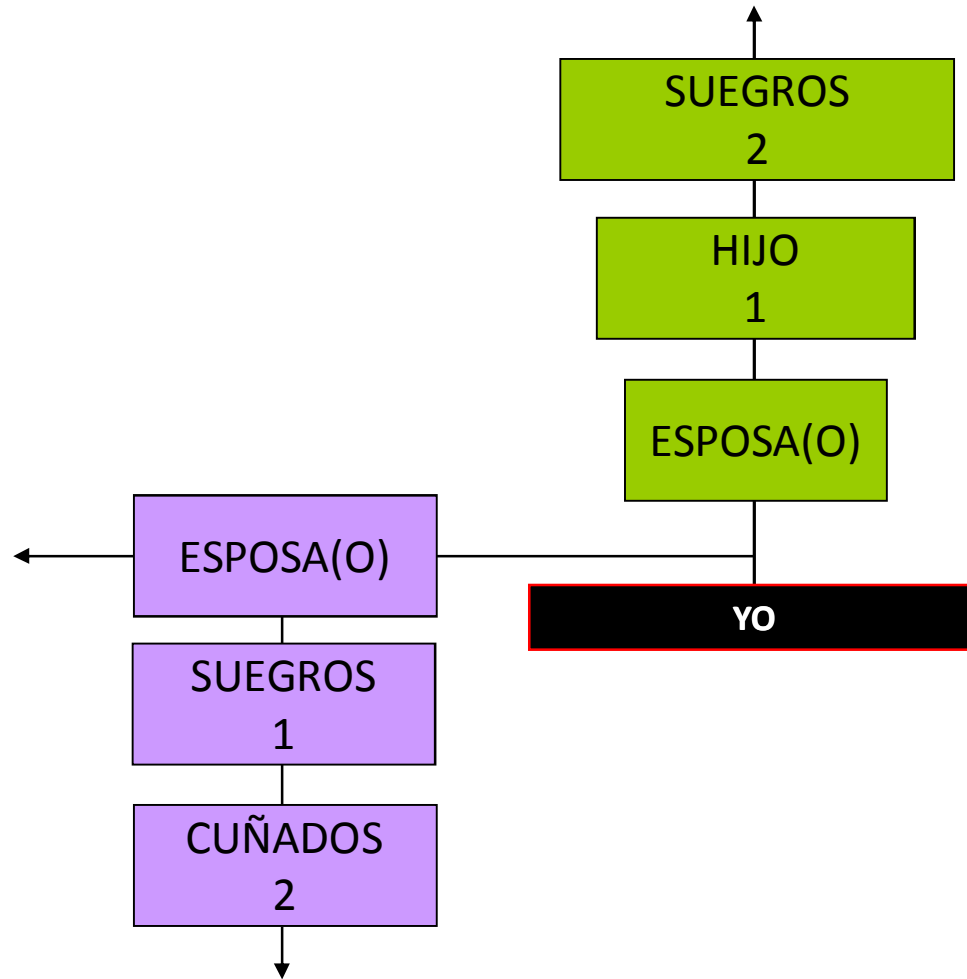 SUEGROS
2
HIJO
1
ESPOSA(O)
ESPOSA(O)
YO
SUEGROS
1
CUÑADOS
2